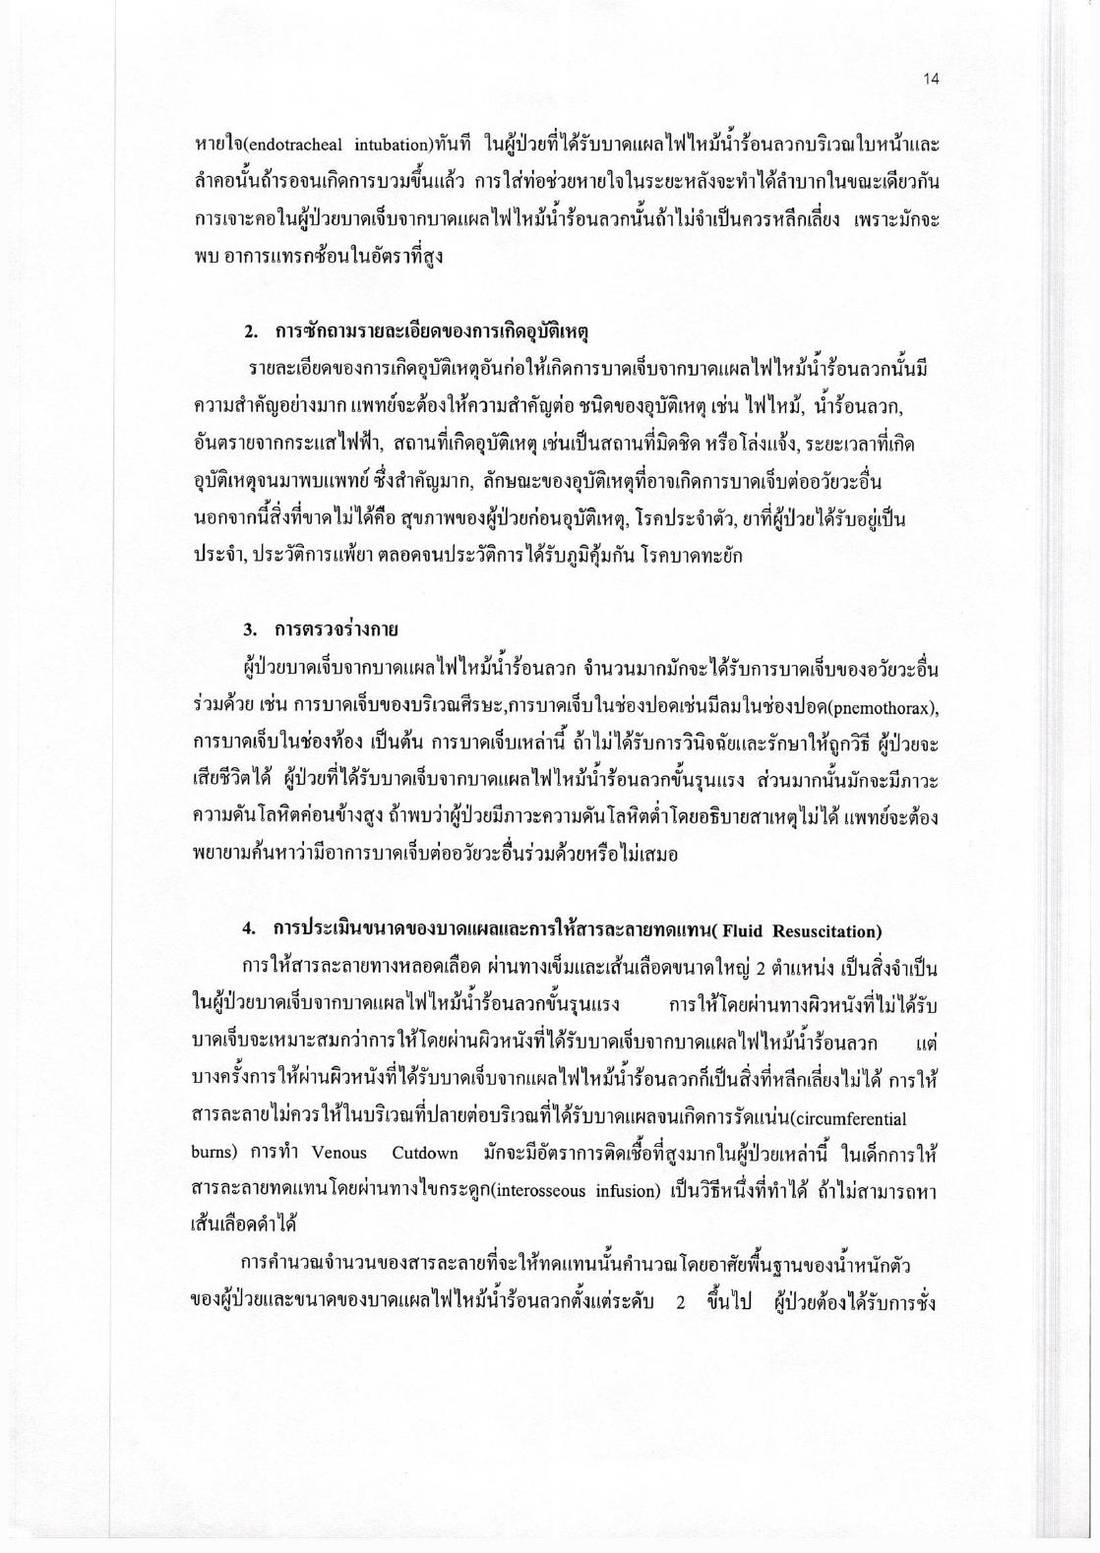 14
หายใจ(endotracheal intubation)ทันที ในผู้ป่วยที่ได้รับบาดแผลไฟไหม้น้ำร้อนลวกบริเวณใบหน้าและ
ลำคอนั้นถ้ารอจนเกิดการบวมขึ้นแล้ว การใส่ท่อช่วยหายใจในระยะหลังจะทำได้ลำบากในขณะเดียวกัน
การเจาะคอในผู้ป่วยบาดเจ็บจากบาดแผลไฟไหม้น้ำร้อนลวกนั้นถ้าไม่จำเป็นควรหลีกเลี่ยง เพราะมักจะ
พบ อาการแทรกซ้อนในอัตราที่สูง
2. การซักถามรายละเอียดของการเกิดอุบัติเหตุ
รายละเอียดของการเกิดอุบัติเหตุอันก่อให้เกิดการบาดเจ็บจากบาดแผลไฟไหม้น้ำร้อนลวกนั้นมี
ความสำคัญอย่างมาก แพทย์จะต้องให้ความสำคัญต่อ ชนิดของอุบัติเหตุ เช่น ไฟไหม้, น้ำร้อนลวก,
อันตรายจากกระแสไฟฟ้า, สถานที่เกิดอุบัติเหตุ เช่นเป็นสถานที่มิดชิด หรือโล่งแจ้ง, ระยะเวลาที่เกิด
อุบัติเหตุจนมาพบแพทย์ ซึ่งสำคัญมาก, ลักษณะของอุบัติเหตุที่อาจเกิดการบาดเจ็บต่ออวัยวะอื่น
นอกจากนี้สิ่งที่ขาดไม่ได้คือ สุขภาพของผู้ป่วยก่อนอุบัติเหตุ, โรคประจำตัว, ยาที่ผู้ป่วยได้รับอยู่เป็น
ประจำ, ประวัติการแพ้ยา ตลอดจนประวัติการได้รับภูมิคุ้มกัน โรคบาดทะยัก
3. การตรวจร่างกาย
ผู้ป่วยบาดเจ็บจากบาดแผลไฟไหม้น้ำร้อนลวก จำนวนมากมักจะได้รับการบาดเจ็บของอวัยวะอื่น
ร่วมด้วย เช่น การบาดเจ็บของบริเวณศีรษะ,การบาดเจ็บในช่องปอดเช่นมีลมในช่องปอด(pnemothorax),
การบาดเจ็บในช่องท้อง เป็นต้น การบาดเจ็บเหล่านี้ ถ้าไม่ได้รับการวินิจฉัยและรักษาให้ถูกวิธี ผู้ป่วยจะ
เสียชีวิตได้ ผู้ป่วยที่ได้รับบาดเจ็บจากบาดแผลไฟไหม้น้ำร้อนลวกขั้นรุนแรง ส่วนมากนั้นมักจะมีภาวะ
ความดันโลหิตค่อนข้างสูง ถ้าพบว่าผู้ป่วยมีภาวะความดันโลหิตต่ำโดยอธิบายสาเหตุไม่ได้ แพทย์จะต้อง
พยายามค้นหาว่ามีอาการบาดเจ็บต่ออวัยวะอื่นร่วมด้วยหรือไม่เสมอ
4. การประเมินขนาดของบาดแผลและการให้สารละลายทดแทน( Fluid Resuscitation)
การให้สารละลายทางหลอดเลือด ผ่านทางเข็มและเส้นเลือดขนาดใหญ่ 2 ตำแหน่ง เป็นสิ่งจำเป็น
ในผู้ป่วยบาดเจ็บจากบาดแผลไฟไหม้น้ำร้อนลวกขั้นรุนแรง การให้โดยผ่านทางผิวหนังที่ไม่ได้รับ
บาดเจ็บจะเหมาะสมกว่าการให้โดยผ่านผิวหนังที่ได้รับบาดเจ็บจากบาดแผลไฟไหม้น้ำร้อนลวก แต่
บางครั้งการให้ผ่านผิวหนังที่ได้รับบาดเจ็บจากแผลไฟไหม้น้ำร้อนลวกก็เป็นสิ่งที่หลีกเลี่ยงไม่ได้ การให้
สารละลายไม่ควรให้ในบริเวณที่ปลายต่อบริเวณที่ได้รับบาดแผลจนเกิดการรัดแน่น(circumferential
burns) การทำ Venous Cutdown มักจะมีอัตราการติดเชื้อที่สูงมากในผู้ป่วยเหล่านี้ ในเด็กการให้
สารละลายทดแทนโดยผ่านทางไขกระดูก(interosseous infusion) เป็นวิธีหนึ่งที่ทำได้ ถ้าไม่สามารถหา
เส้นเลือดดำได้
การคำนวณจำนวนของสารละลายที่จะให้ทดแทนนั้นคำนวณโดยอาศัยพื้นฐานของน้ำหนักตัว
ของผู้ป่วยและขนาดของบาดแผลไฟไหม้น้ำร้อนลวกตั้งแต่ระดับ 2 ขึ้นไป ผู้ป่วยต้องได้รับการชั่ง